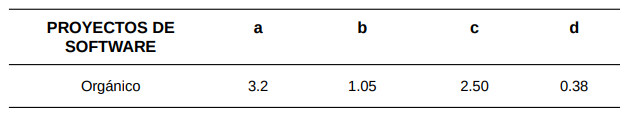 PROYECTOS DE SOFTWARE a b c d
Orgánico 3.2 1.05 2.50 0.38